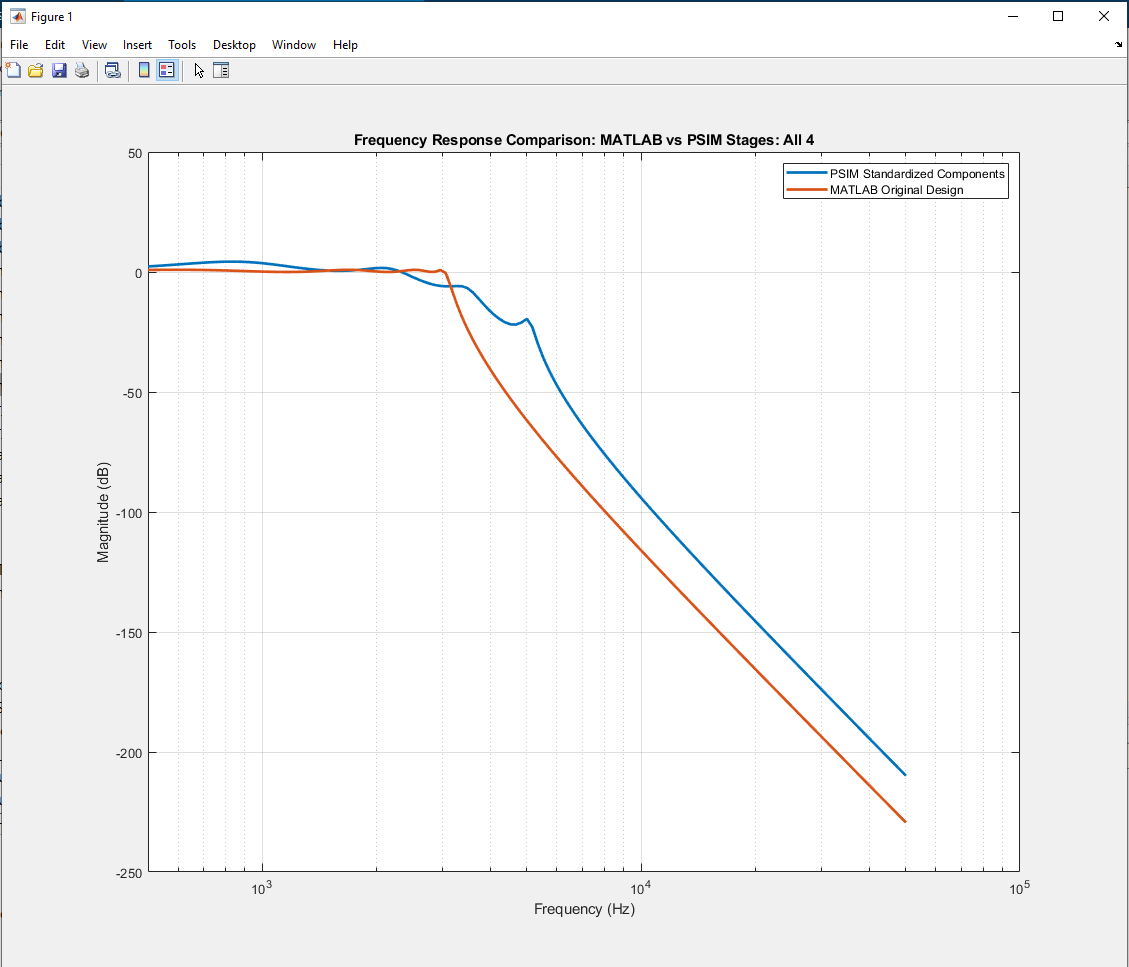 Figure 1
File Edit View Insert Tools Desktop Window Help
Frequency Response Comparison: MATLAB vs PSIM Stages: All 4
PSIM Standardized Components
MATLAB Original Design
50
0
-50
-100
-150
-200
-250
Magnitude (dB)
10^3 10^4 10^5
Frequency (Hz)